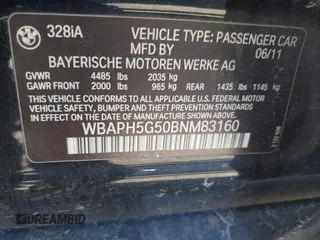 328iA
VEHICLE TYPE: PASSENGER CAR
MFD BY
06/11
BAYERISCHE MOTOREN WERKE AG
GVWR 4485 lbs 2035 kg
GAWR FRONT 2000 lbs 965 kg REAR 1435 lbs 1145 kg
THIS VEHICLE CONFORMS TO ALL APPLICABLE U.S.
FEDERAL MOTOR VEHICLE SAFETY, BUMPER,
AND THEFT PREVENTION STANDARDS IN EFFECT
ON THE DATE OF MANUFACTURE SHOWN ABOVE.
WBAPH5G50BNM83160
DREAMBID